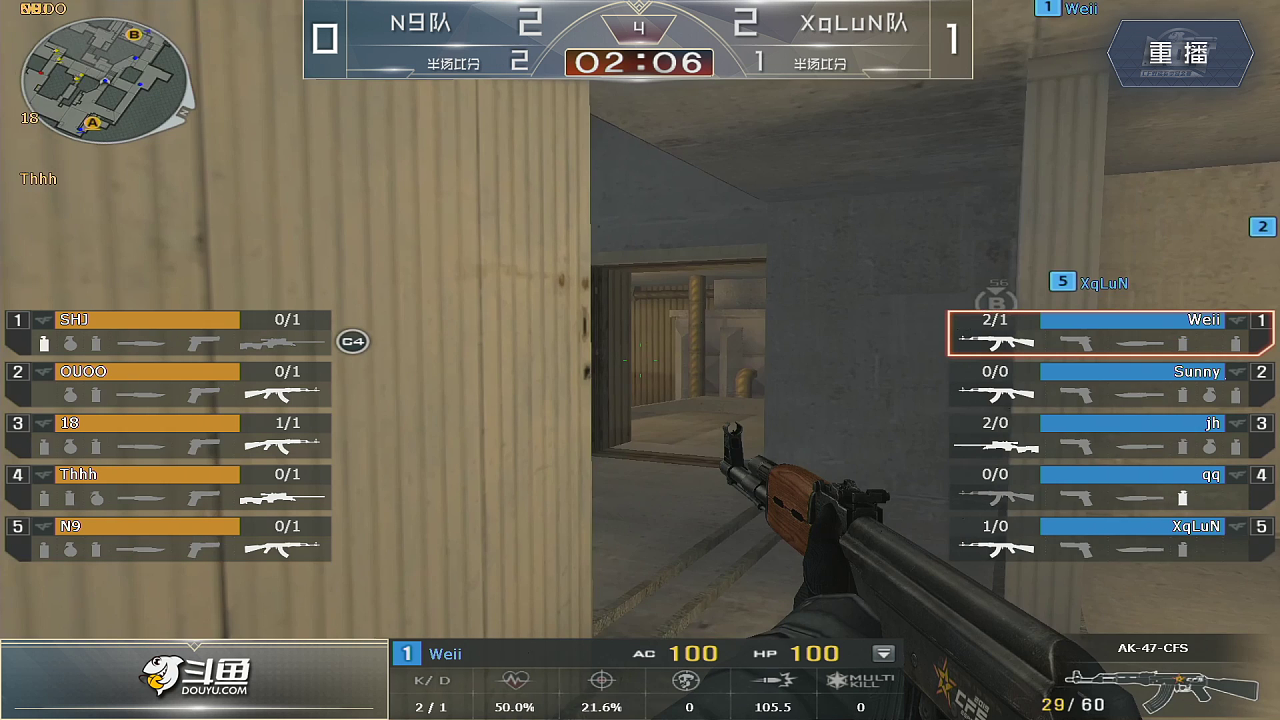 N9队 2 4 2 XqLuN队
0 1
半场比分 2 02:06 1 半场比分
1 Weii
重播
B
A
N
18
Thhh
2
5 XqLuN
B
1 SHJ 0/1
C4
2 OUOO 0/1
3 18 1/1
4 Thhh 0/1
5 N9 0/1
2/1 Weii 1
0/0 Sunny 2
2/0 jh 3
0/0 qq 4
1/0 XqLuN 5
斗鱼
DOUYU.COM
1 Weii AC 100 HP 100
K/ D MULTI KILL
2 / 1 50.0% 21.6% 0 105.5 0
CFS
AK-47-CFS
29/ 60